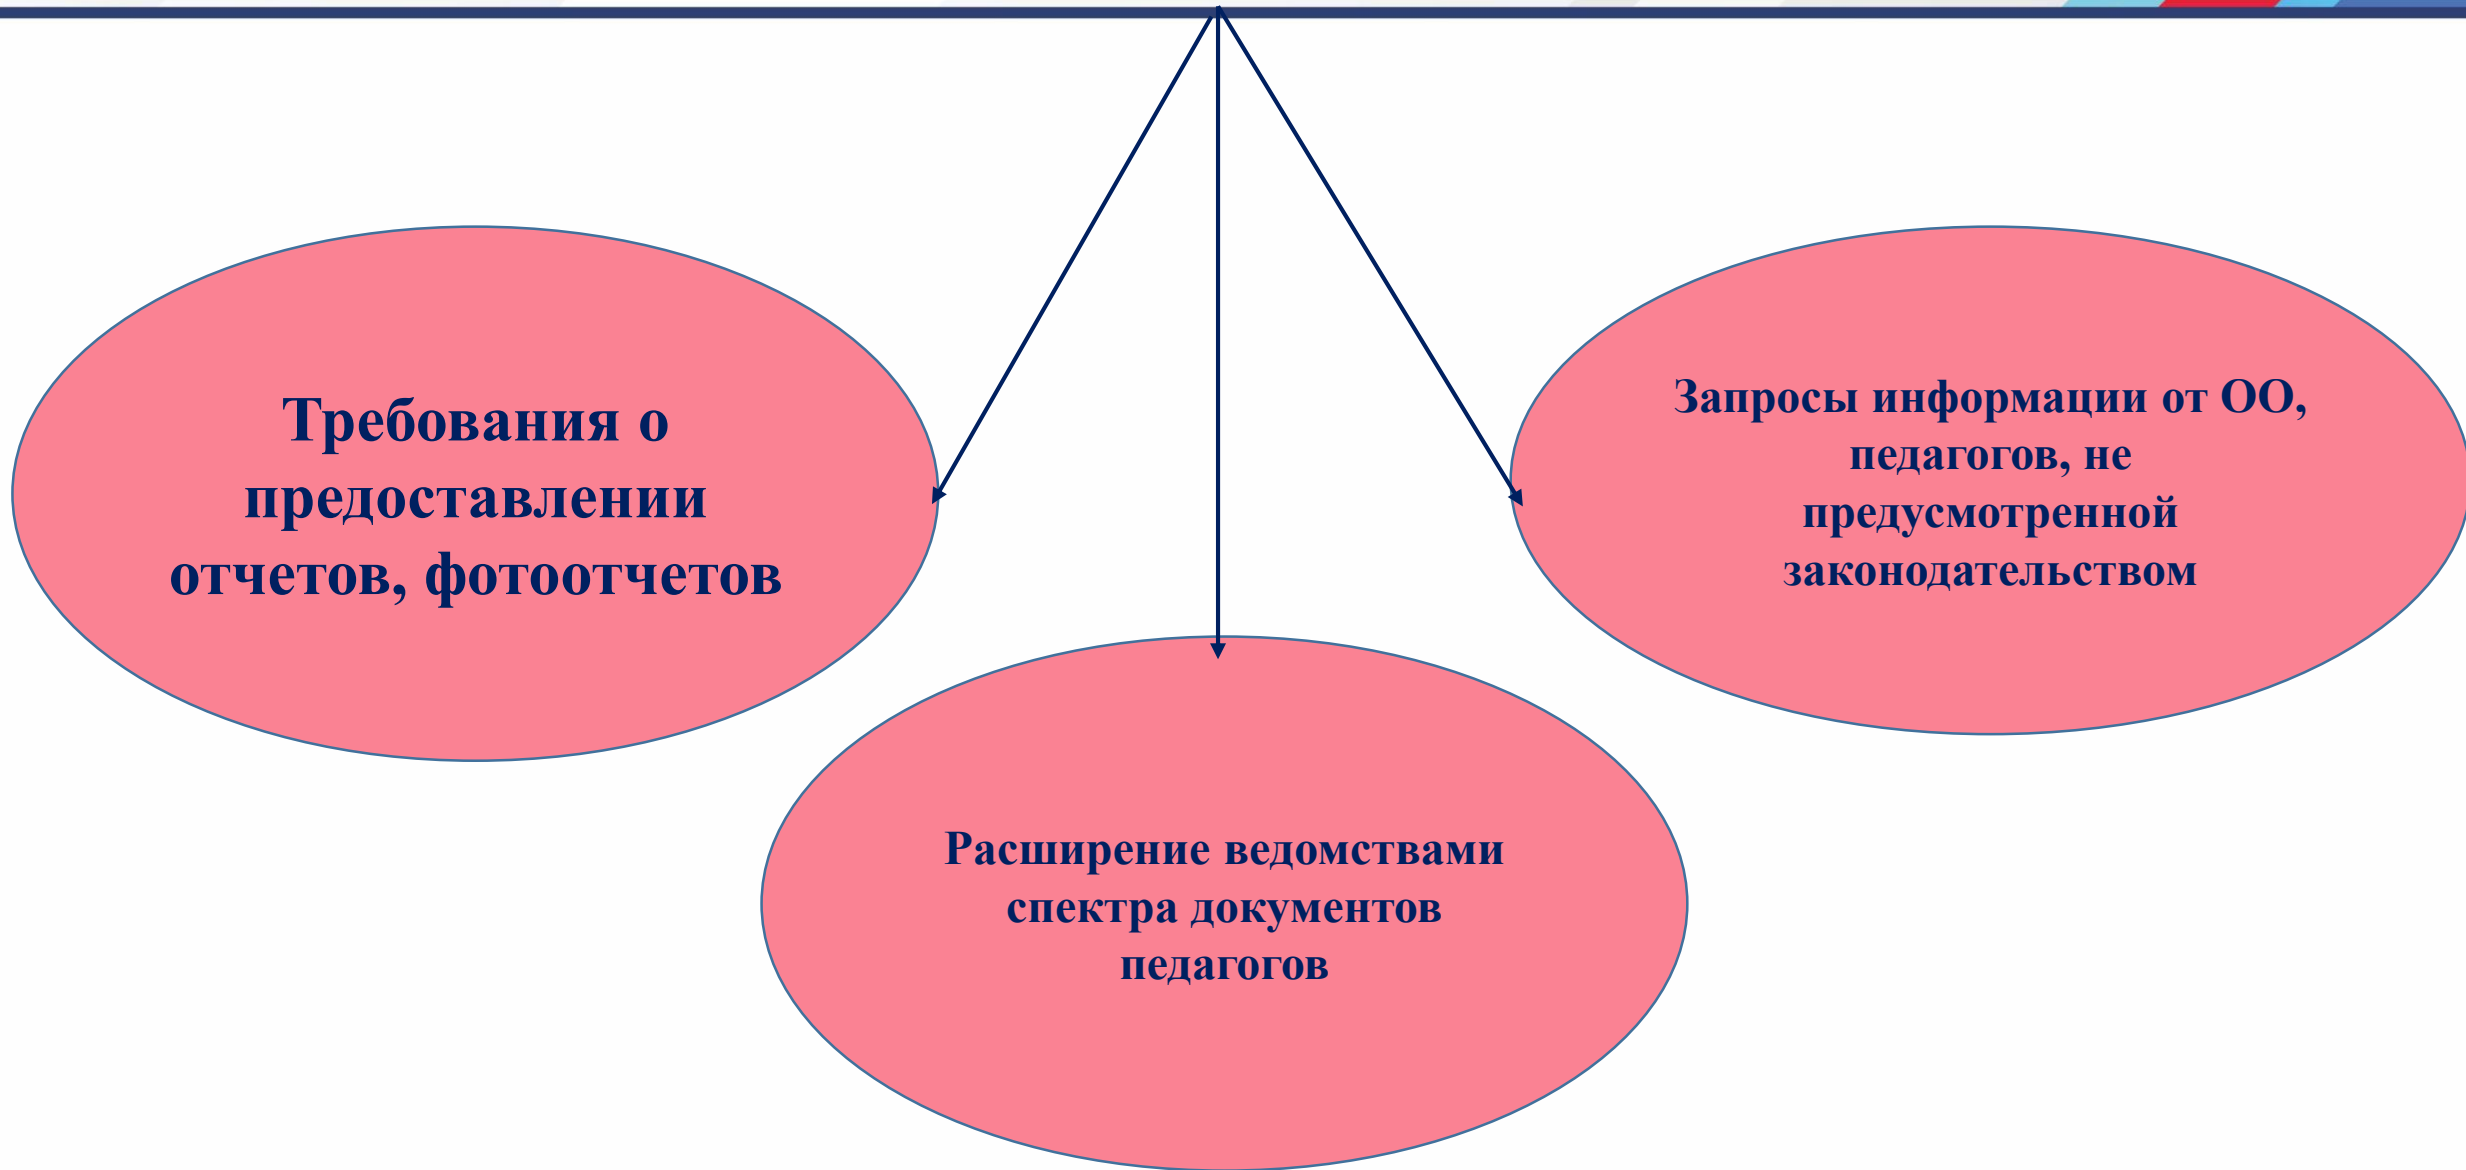 Требования о
предоставлении
отчетов, фотоотчетов
Запросы информации от ОО,
педагогов, не
предусмотренной
законодательством
Расширение ведомствами
спектра документов
педагогов